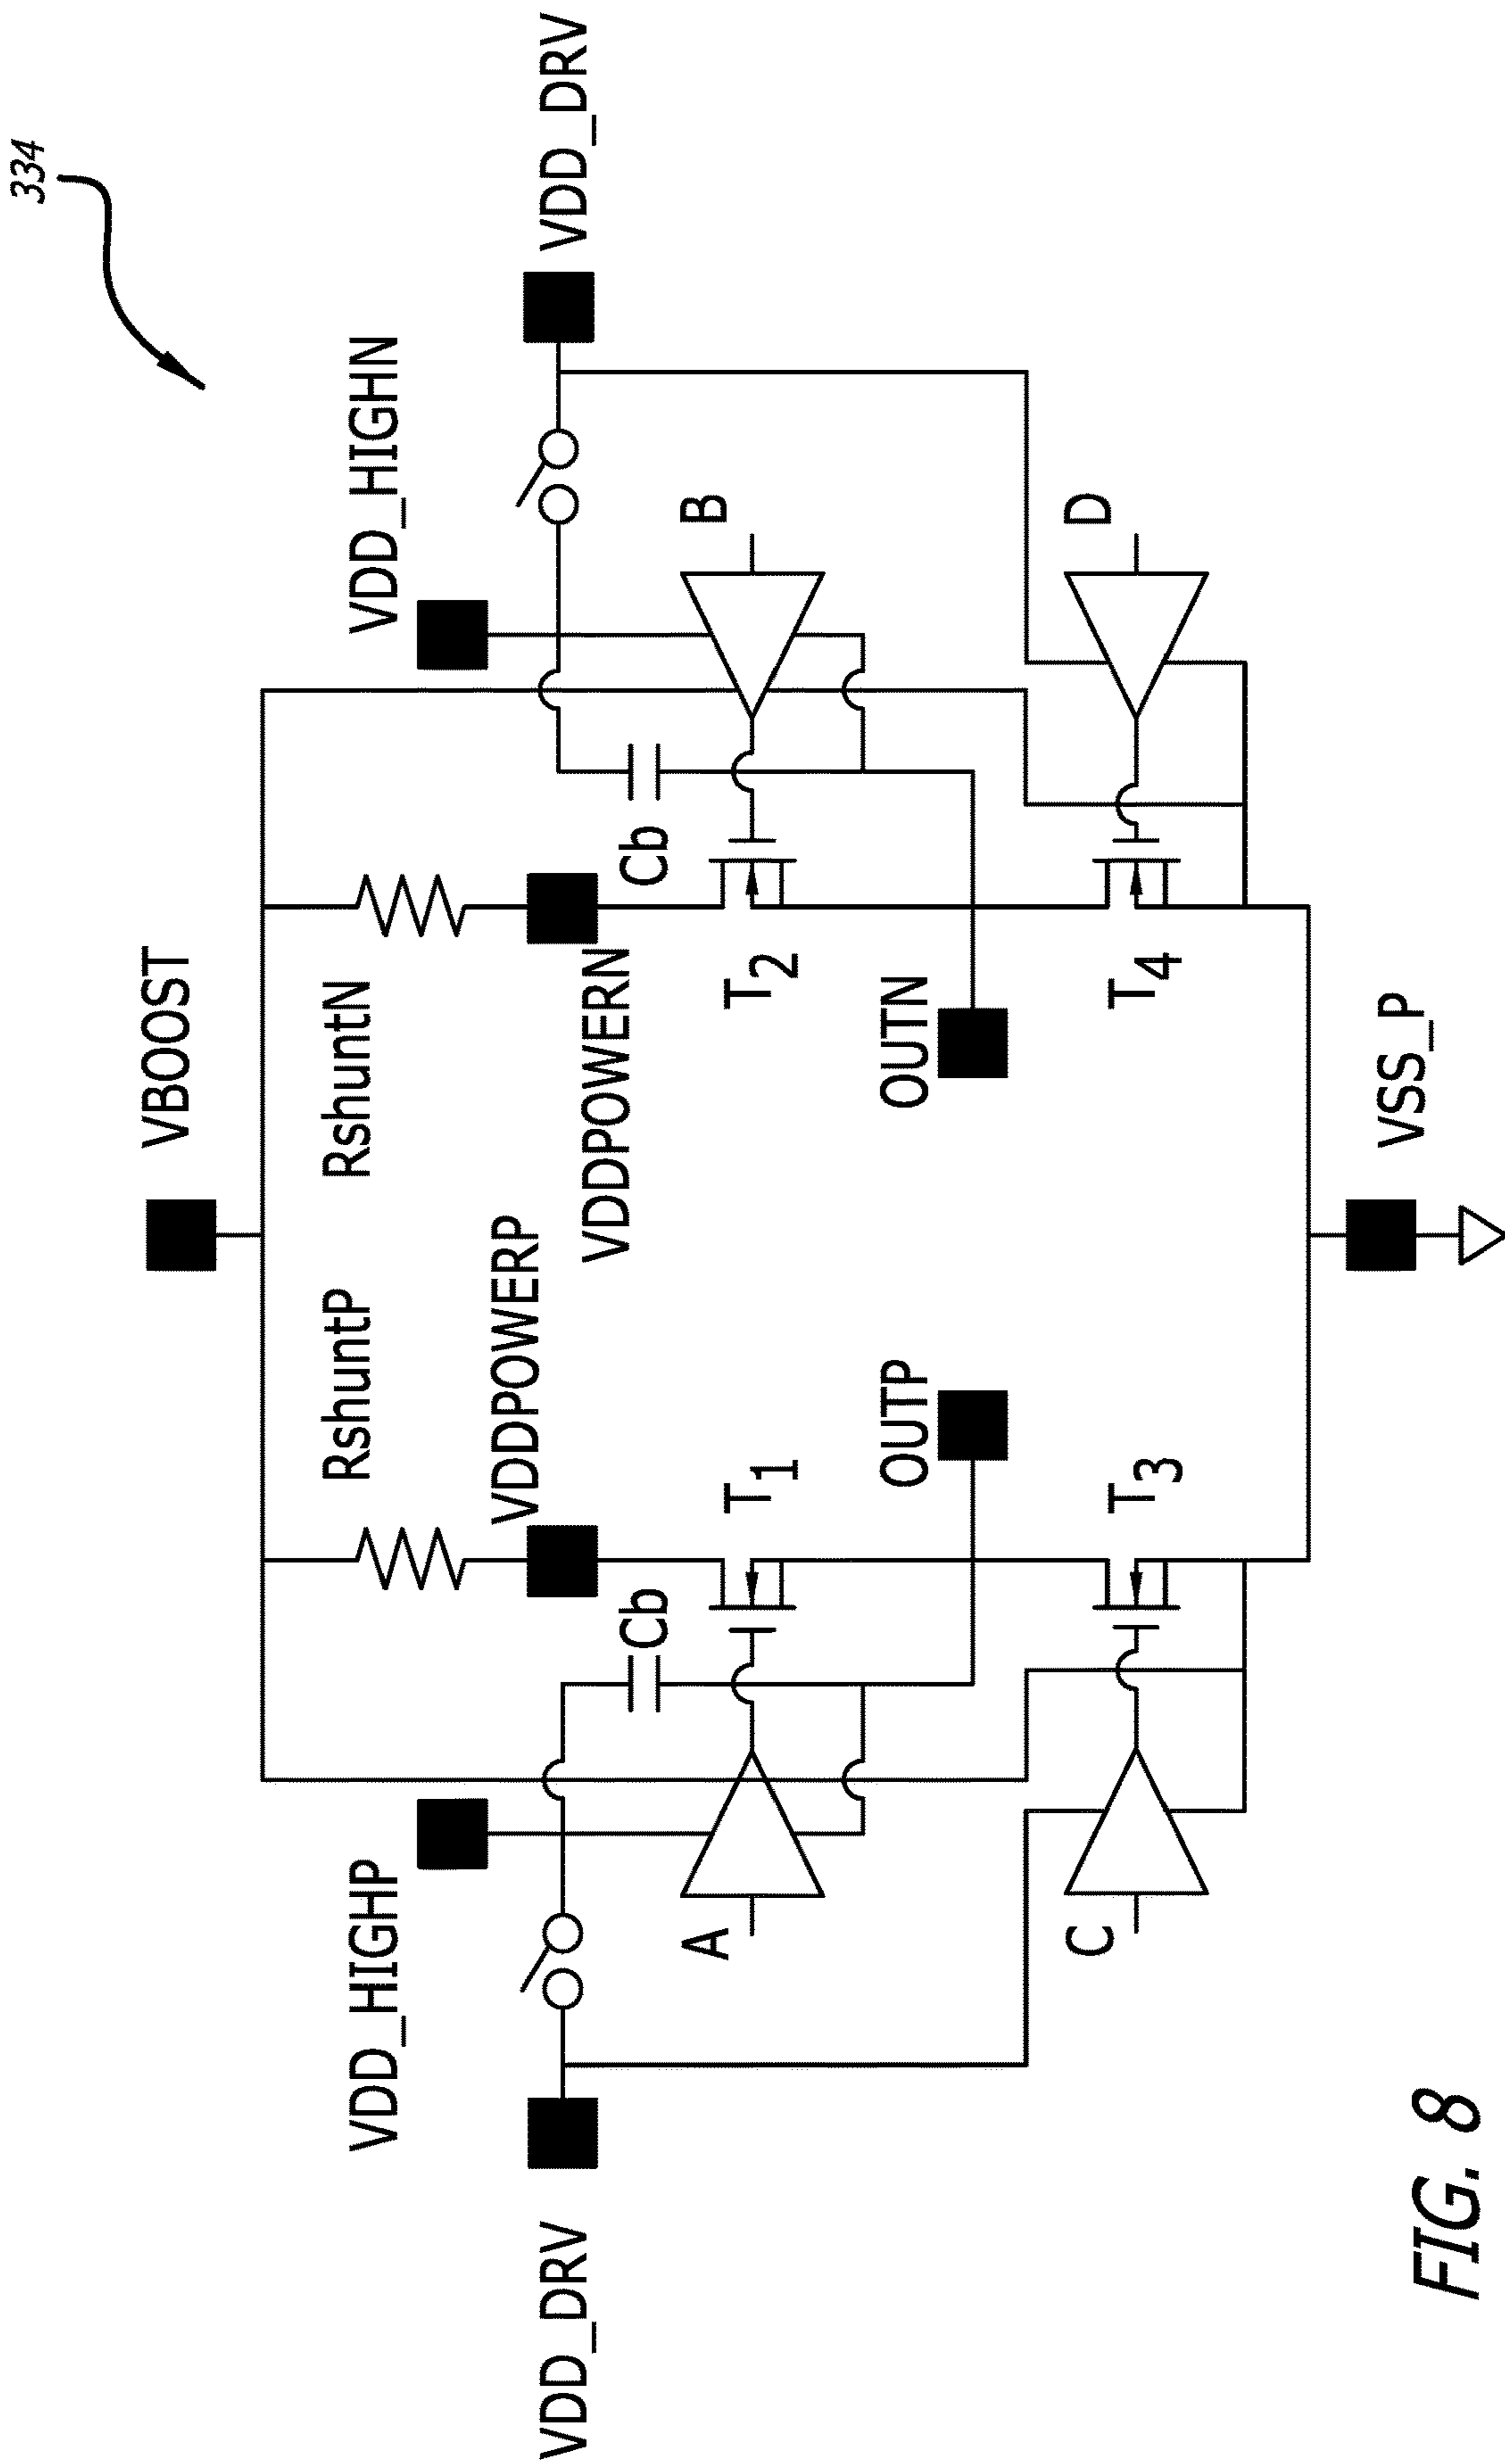 334
VBOOST
RshuntP
RshuntN
VDD_HIGHP
VDD_HIGHN
VDDPOWERP
VDD_DRV
VDD_DRV
VDDPOWERN
Cb
Cb
A
T1
T2
B
OUTP
OUTN
C
T3
T4
D
VSS_P
FIG. 8